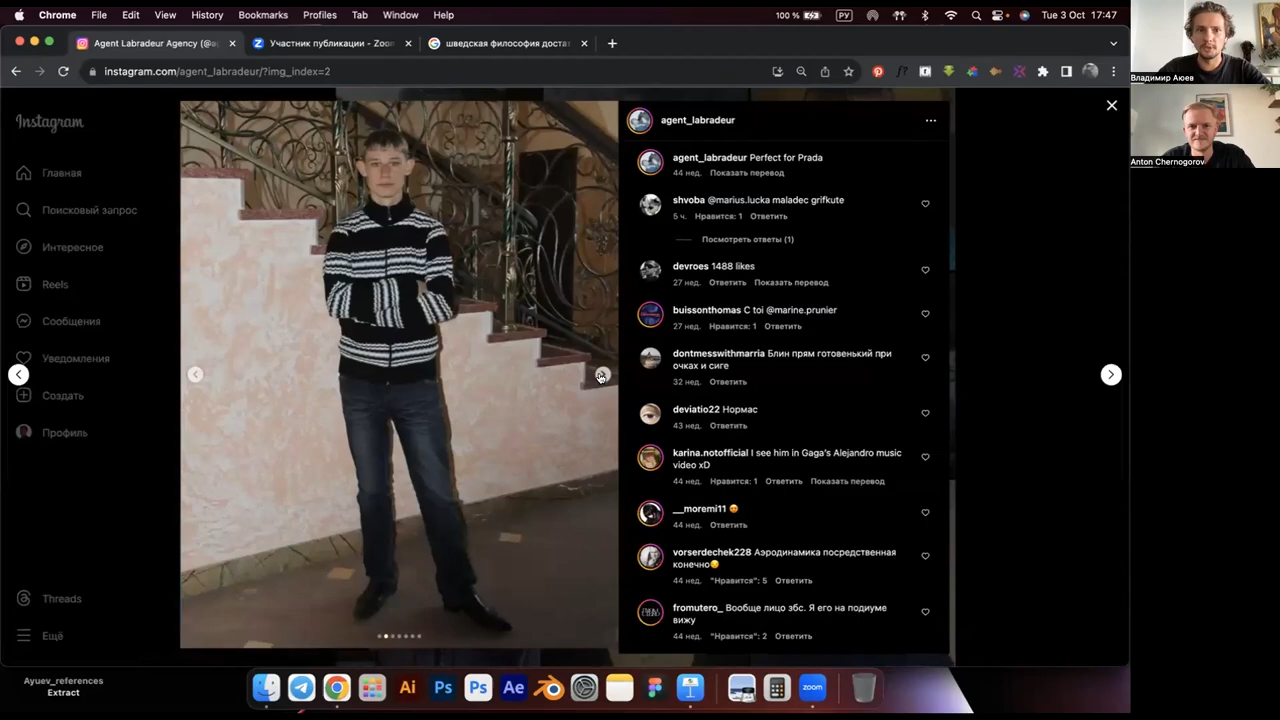 Chrome File Edit View History Bookmarks Profiles Tab Window Help
100 % РУ Tue 3 Oct 17:47
Agent Labradeur Agency (@a
Участник публикации - Zoom
шведская философия доста
instagram.com/agent_labradeur/?img_index=2
Instagram
Главная
Поисковый запрос
Интересное
Reels
Сообщения
Уведомления
Создать
Профиль
Threads
Ещё
agent_labradeur
agent_labradeur Perfect for Prada
44 нед. Показать перевод
shvoba @marius.lucka maladec grifkute
5 ч. Нравится: 1 Ответить
Посмотреть ответы (1)
devroes 1488 likes
27 нед. Ответить Показать перевод
buissonthomas C toi @marine.prunier
27 нед. Нравится: 1 Ответить
dontmesswithmarria Блин прям готовенький при
очках и сиге
32 нед. Ответить
deviatio22 Нормас
43 нед. Ответить
karina.notofficial I see him in Gaga's Alejandro music
video xD
44 нед. Нравится: 1 Ответить Показать перевод
__moremi11 😍
44 нед. Ответить
vorserdechek228 Аэродинамика посредственная
конечно😔
44 нед. "Нравится": 5 Ответить
fromutero_ Вообще лицо збс. Я его на подиуме
вижу
44 нед. "Нравится": 2 Ответить
Владимир Аюев
Anton Chernogorov
Ayuev_references
Extract
Ai Ps Ps Ae zoom